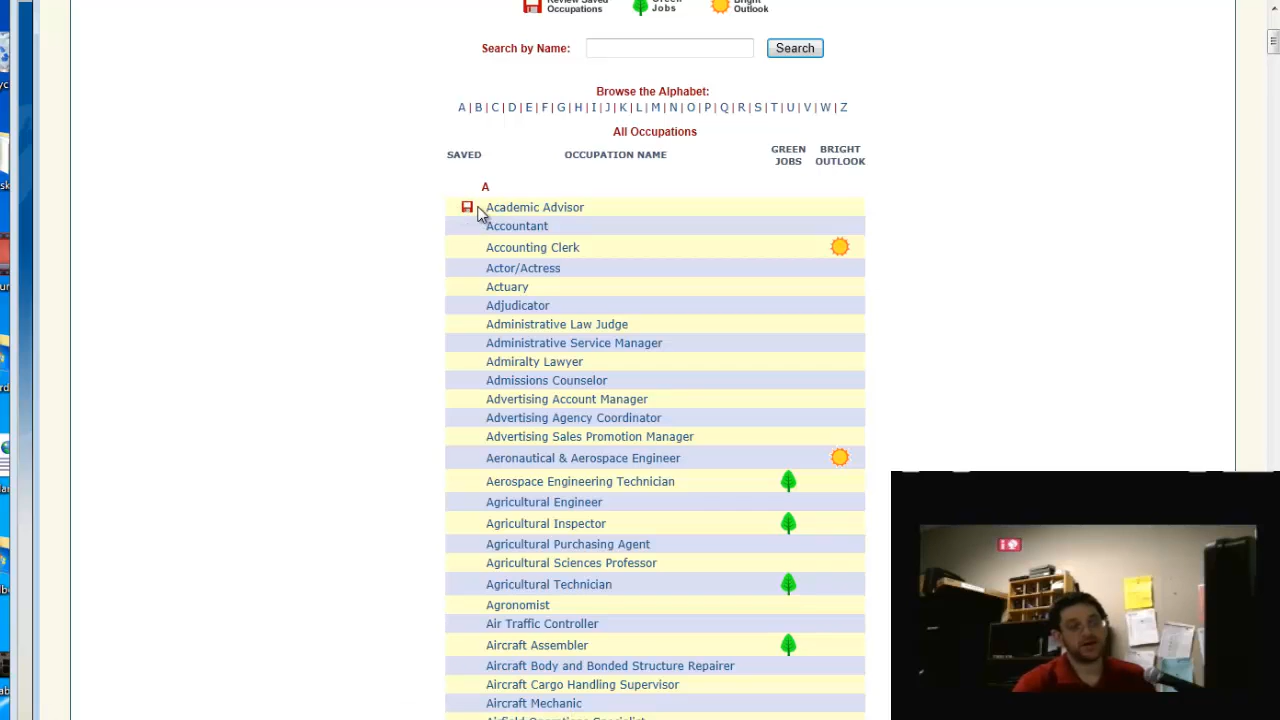 Review Saved
Occupations
Green
Jobs
Bright
Outlook
Search by Name:
Search
Browse the Alphabet:
A | B | C | D | E | F | G | H | I | J | K | L | M | N | O | P | Q | R | S | T | U | V | W | Z
All Occupations
SAVED
OCCUPATION NAME
GREEN
JOBS
BRIGHT
OUTLOOK
A
Academic Advisor
Accountant
Accounting Clerk
Actor/Actress
Actuary
Adjudicator
Administrative Law Judge
Administrative Service Manager
Admiralty Lawyer
Admissions Counselor
Advertising Account Manager
Advertising Agency Coordinator
Advertising Sales Promotion Manager
Aeronautical & Aerospace Engineer
Aerospace Engineering Technician
Agricultural Engineer
Agricultural Inspector
Agricultural Purchasing Agent
Agricultural Sciences Professor
Agricultural Technician
Agronomist
Air Traffic Controller
Aircraft Assembler
Aircraft Body and Bonded Structure Repairer
Aircraft Cargo Handling Supervisor
Aircraft Mechanic
Airfield Operations Specialist